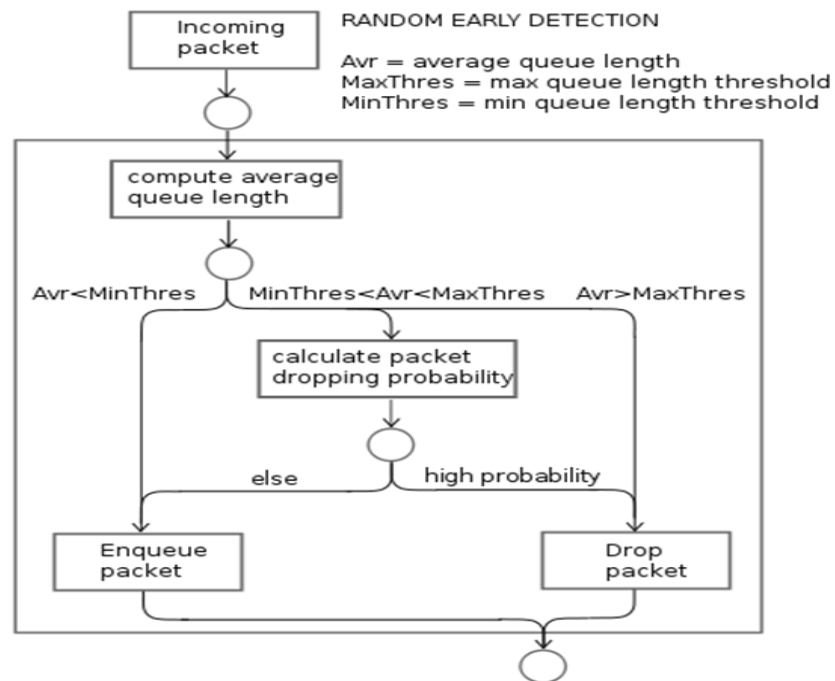 Incoming
packet
RANDOM EARLY DETECTION
Avr = average queue length
MaxThres = max queue length threshold
MinThres = min queue length threshold
compute average
queue length
Avr<MinThres
MinThres<Avr<MaxThres
Avr>MaxThres
calculate packet
dropping probability
else
high probability
Enqueue
packet
Drop
packet